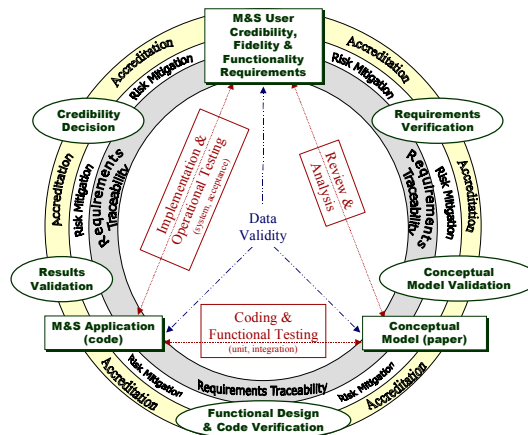 M&S User
Credibility,
Fidelity &
Functionality
Requirements
Accreditation
Risk Mitigation
Accreditation
Risk Mitigation
Credibility
Decision
Requirements
Verification
Implementation &
Operational Testing
(system, acceptance)
Review &
Analysis
Requirements
Traceability
Requirements
Traceability
Accreditation
Risk Mitigation
Risk Mitigation
Accreditation
Data
Validity
Results
Validation
Conceptual
Model Validation
M&S Application
(code)
Coding &
Functional Testing
(unit, integration)
Conceptual
Model (paper)
Accreditation
Risk Mitigation
Requirements Traceability
Risk Mitigation
Accreditation
Functional Design
& Code Verification